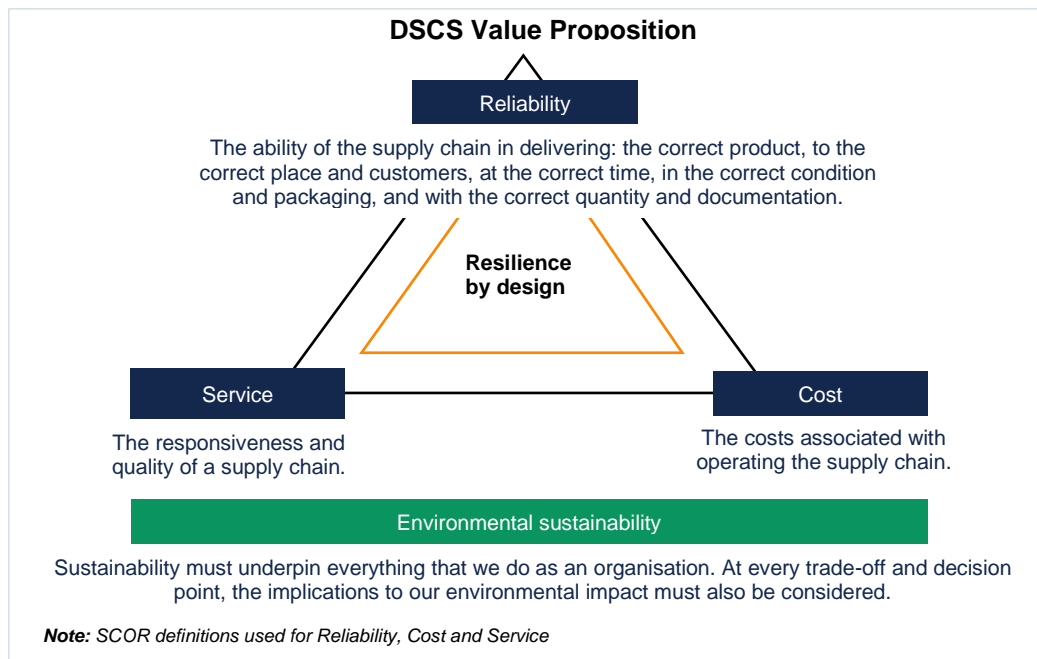 DSCS Value Proposition
Reliability
The ability of the supply chain in delivering: the correct product, to the
correct place and customers, at the correct time, in the correct condition
and packaging, and with the correct quantity and documentation.
Resilience
by design
Service
The responsiveness and
quality of a supply chain.
Cost
The costs associated with
operating the supply chain.
Environmental sustainability
Sustainability must underpin everything that we do as an organisation. At every trade-off and decision
point, the implications to our environmental impact must also be considered.
Note: SCOR definitions used for Reliability, Cost and Service